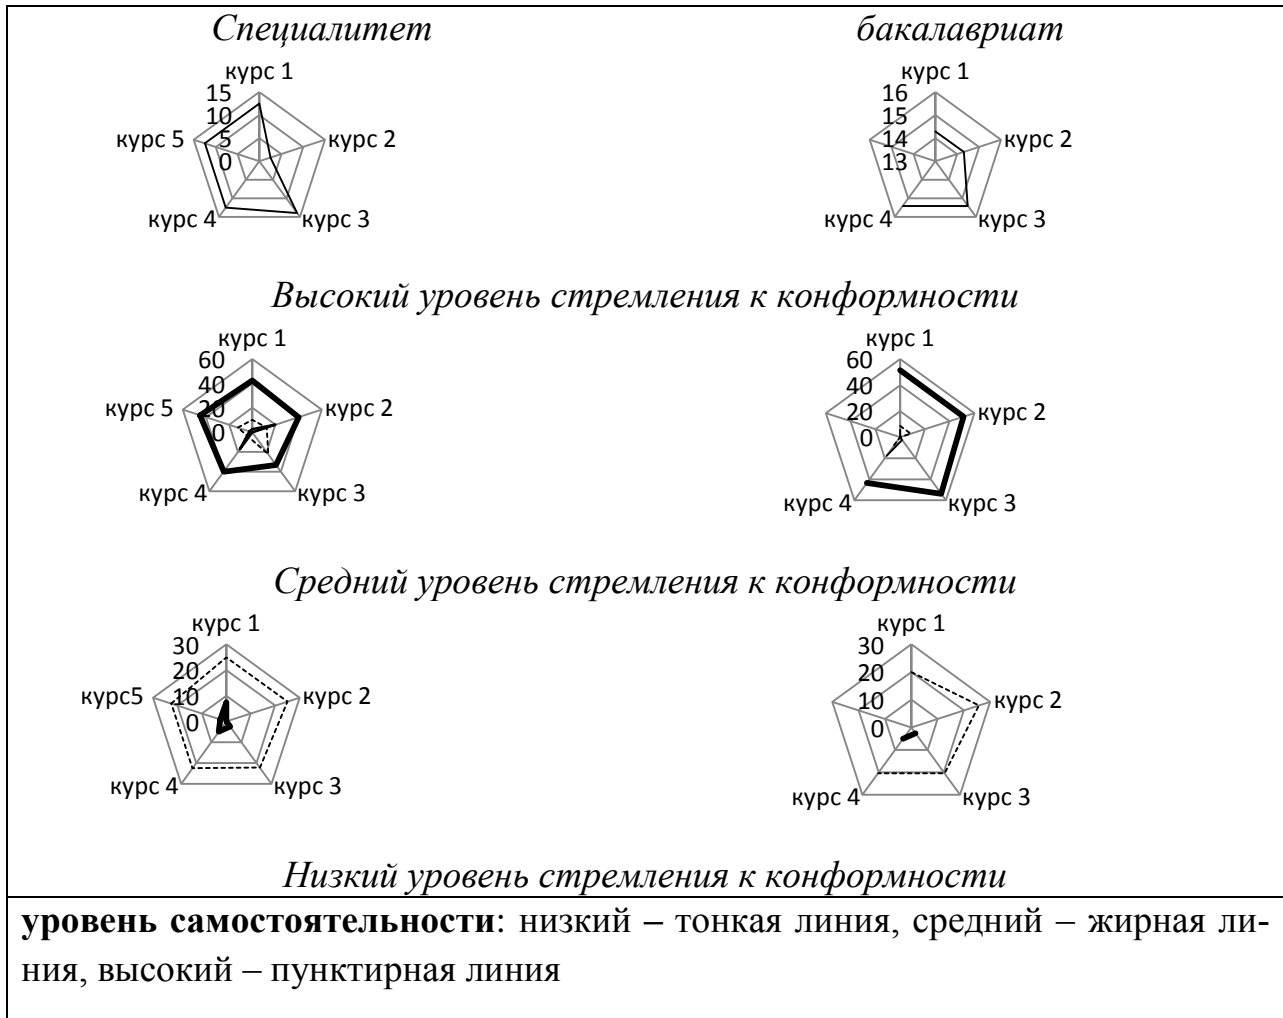 Специалитет бакалавриат
курс 1
15
10
5
0
курс 5
курс 2
курс 4
курс 3
курс 1
16
15
14
13
курс 2
курс 4
курс 3
Высокий уровень стремления к конформности
курс 1
60
40
20
0
курс 5
курс 2
курс 4
курс 3
курс 1
60
40
20
0
курс 2
курс 4
курс 3
Средний уровень стремления к конформности
курс 1
30
20
10
0
курс5
курс 2
курс 4
курс 3
курс 1
30
20
10
0
курс 2
курс 4
курс 3
Низкий уровень стремления к конформности
уровень самостоятельности: низкий – тонкая линия, средний – жирная ли-
ния, высокий – пунктирная линия